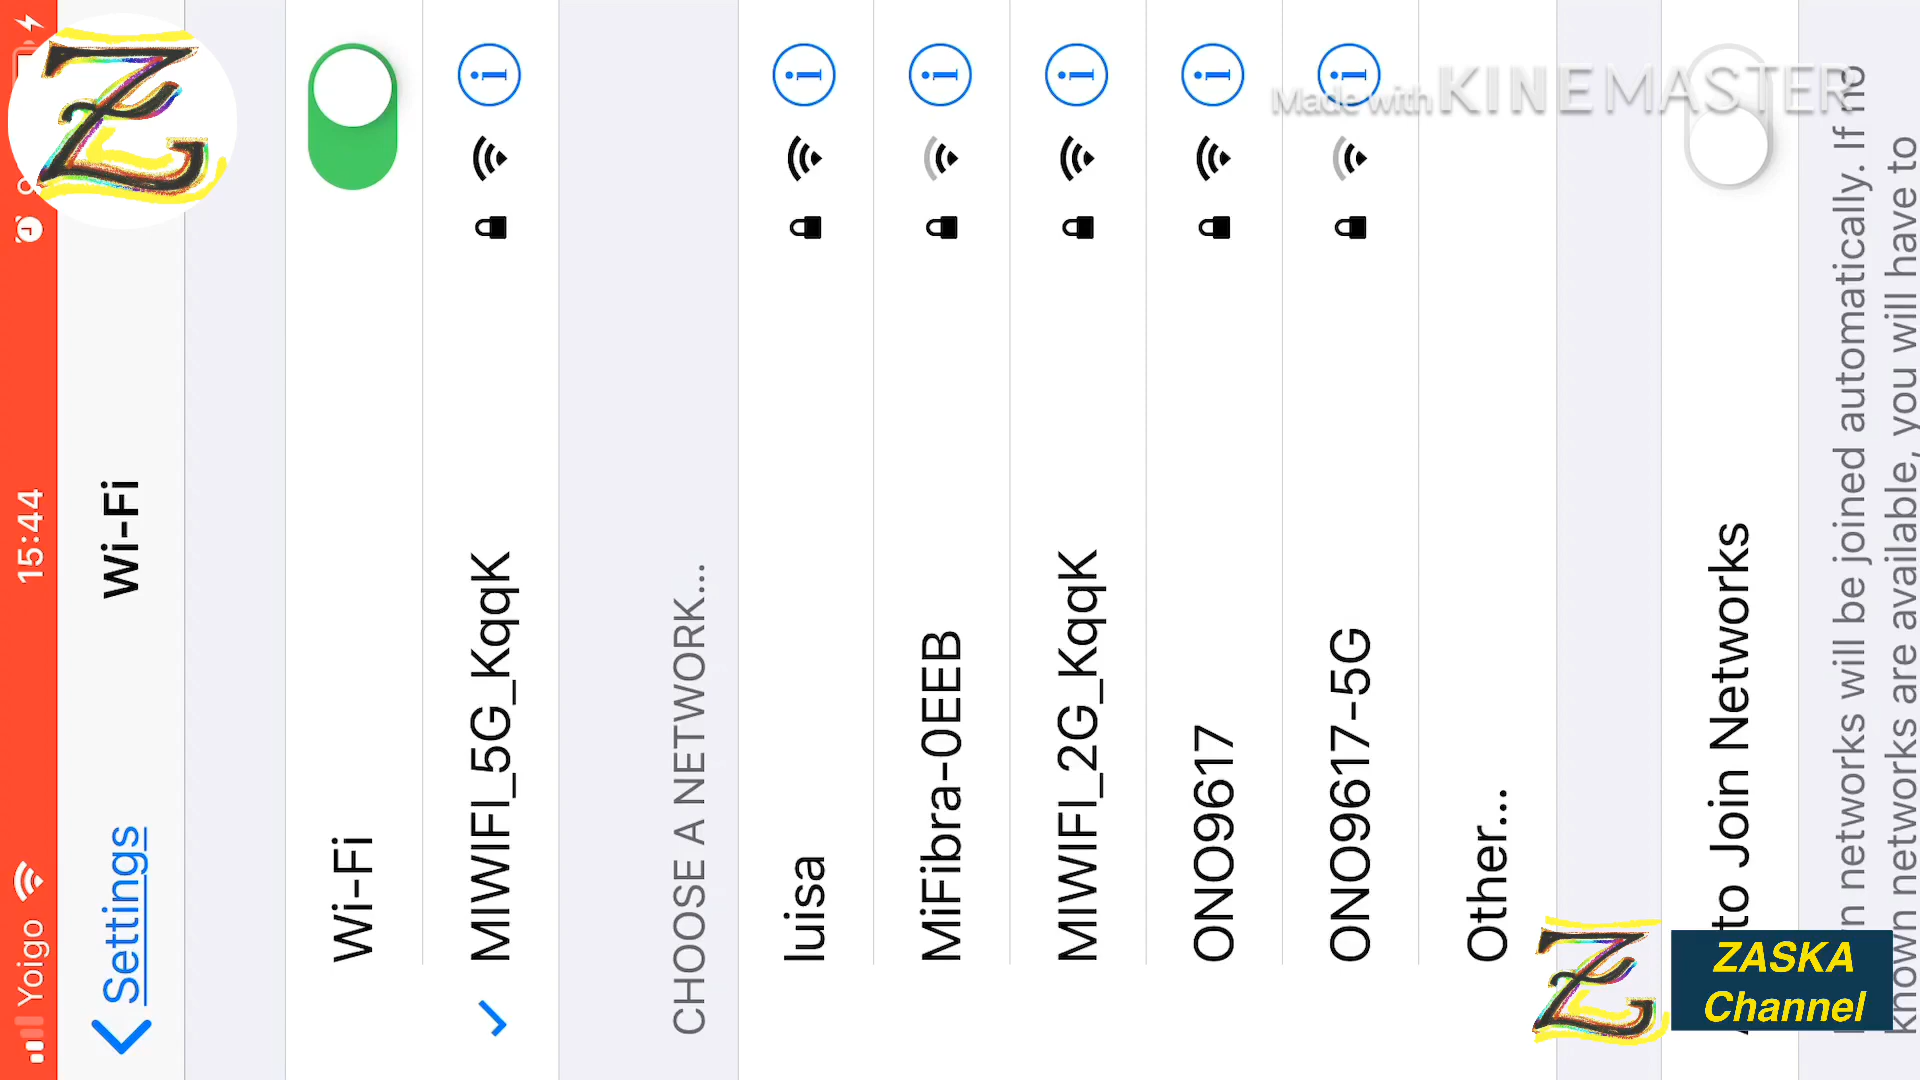 Yoigo
15:44
Settings
Wi-Fi
Wi-Fi
MIWIFI_5G_KqqK
CHOOSE A NETWORK...
luisa
MiFibra-0EEB
MIWIFI_2G_KqqK
ONO9617
ONO9617-5G
Other...
to Join Networks
networks will be joined automatically. If no
known networks are available, you will have to
Made with KINEMASTER
Z
Z
ZASKA
Channel